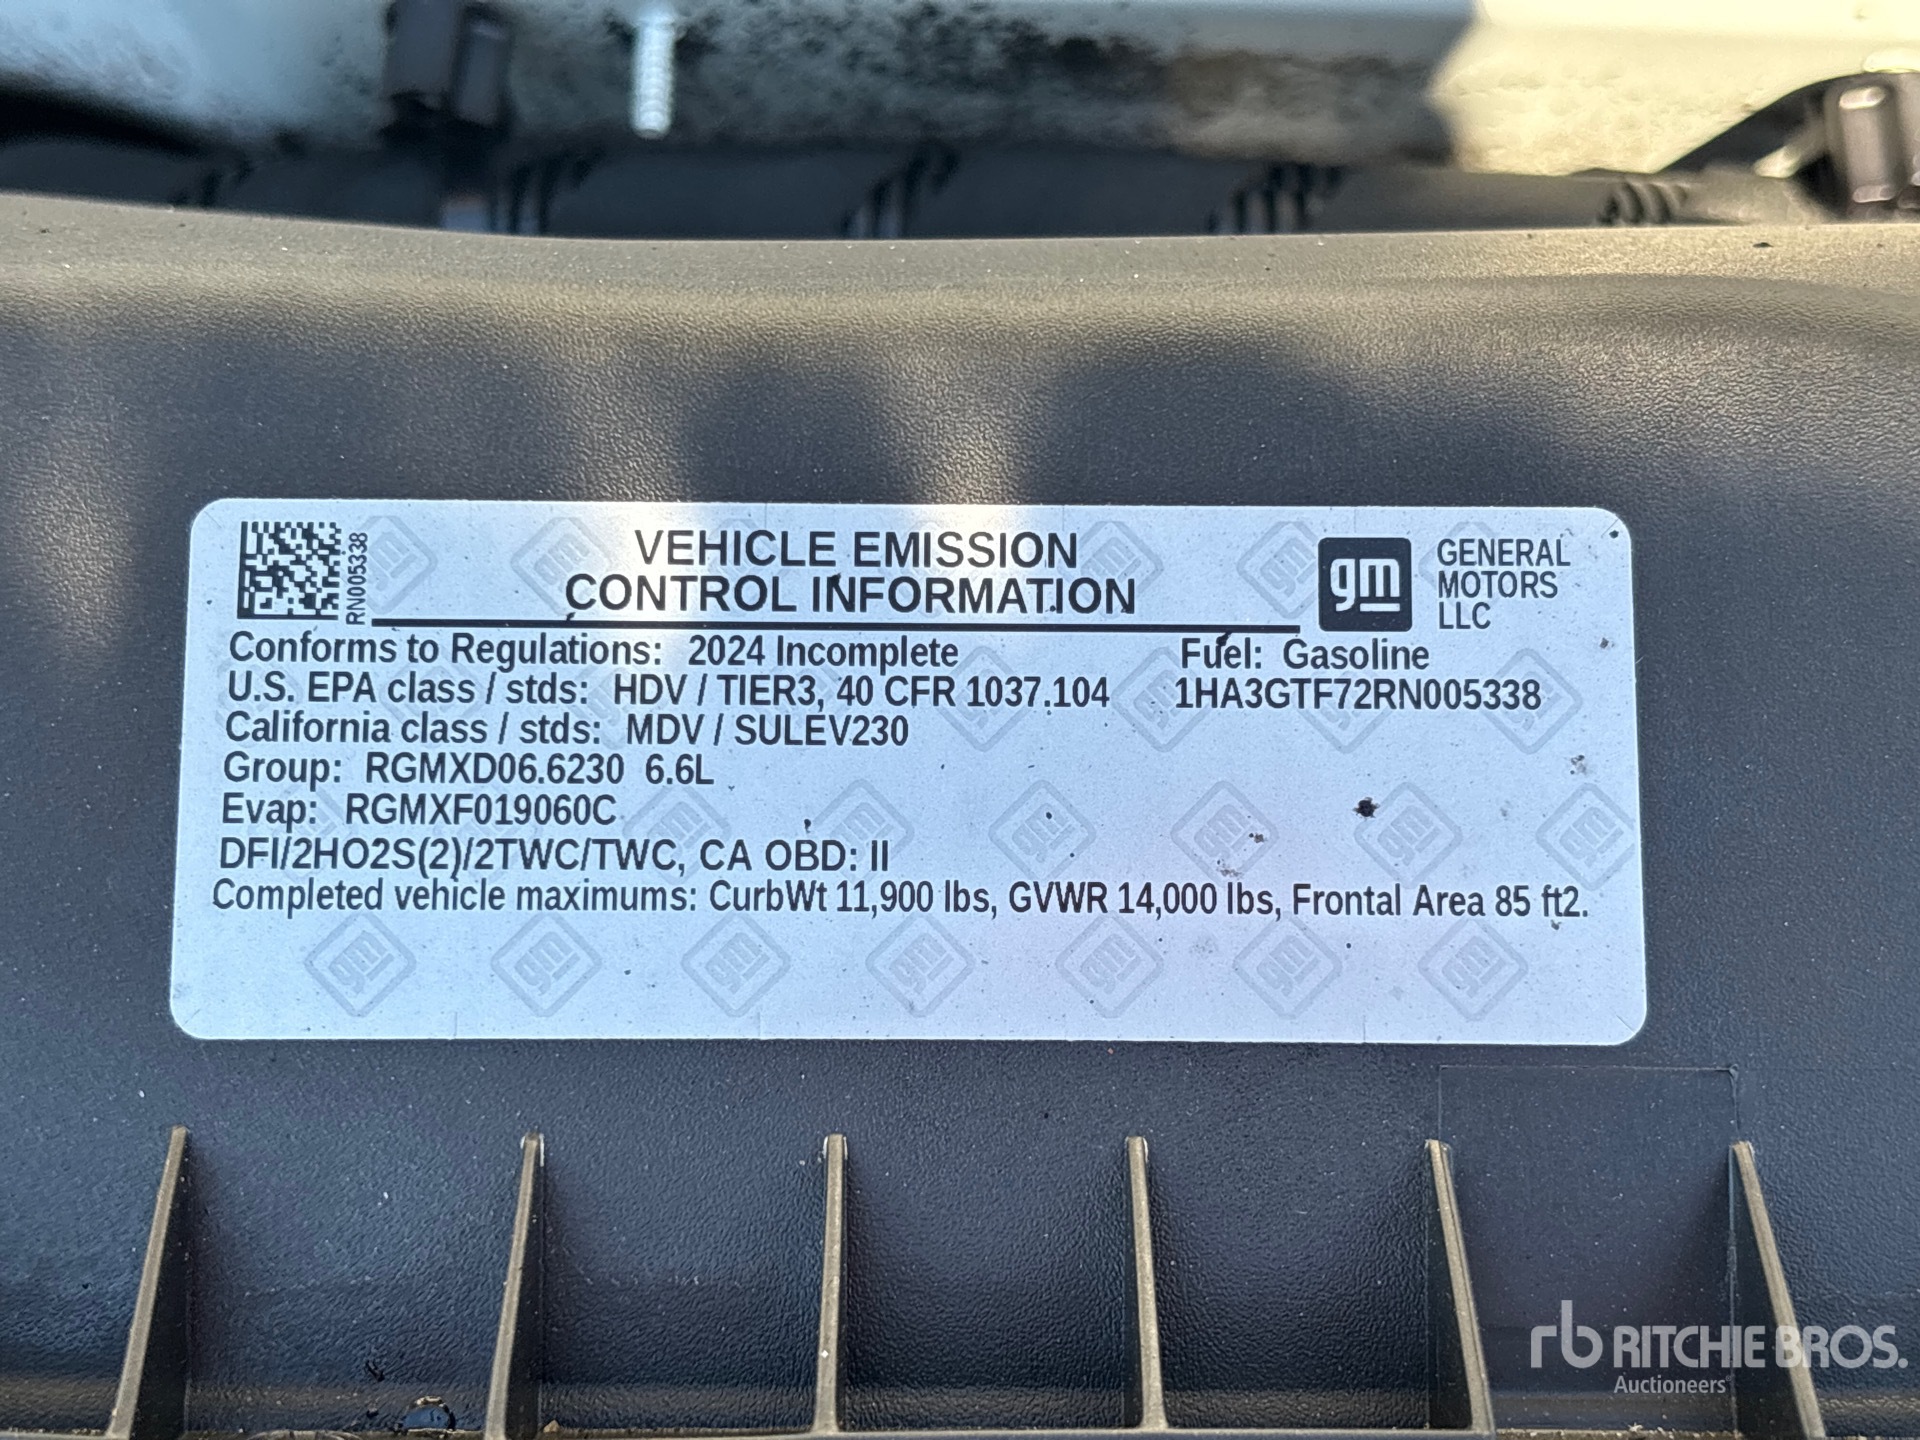 RN005338
VEHICLE EMISSION
CONTROL INFORMATION
gm
GENERAL
MOTORS
LLC
Conforms to Regulations: 2024 Incomplete
Fuel: Gasoline
U.S. EPA class / stds: HDV / TIER3, 40 CFR 1037.104
1HA3GTF72RN005338
California class / stds: MDV / SULEV230
Group: RGMXD06.6230 6.6L
Evap: RGMXF019060C
DFI/2HO2S(2)/2TWC/TWC, CA OBD: II
Completed vehicle maximums: CurbWt 11,900 lbs, GVWR 14,000 lbs, Frontal Area 85 ft2.
rb RITCHIE BROS.
Auctioneers